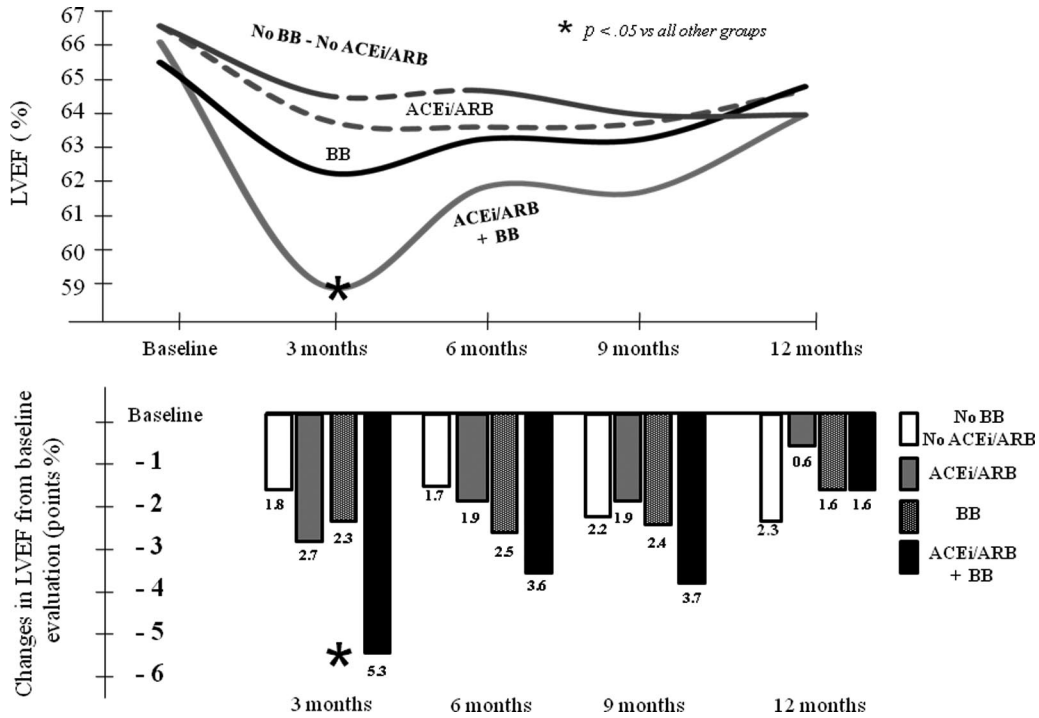 67
66
65
64
63
62
61
60
59
LVEF (%)
* p < .05 vs all other groups
No BB - No ACEi/ARB
ACEi/ARB
BB
ACEi/ARB
+ BB
*
Baseline 3 months 6 months 9 months 12 months
Changes in LVEF from baseline
evaluation (points %)
Baseline
- 1
- 2
- 3
- 4
- 5
- 6
1.8 2.7 2.3 5.3
1.7 1.9 2.5 3.6
2.2 1.9 2.4 3.7
2.3 0.6 1.6 1.6
*
3 months 6 months 9 months 12 months
No BB
No ACEi/ARB
ACEi/ARB
BB
ACEi/ARB
+ BB